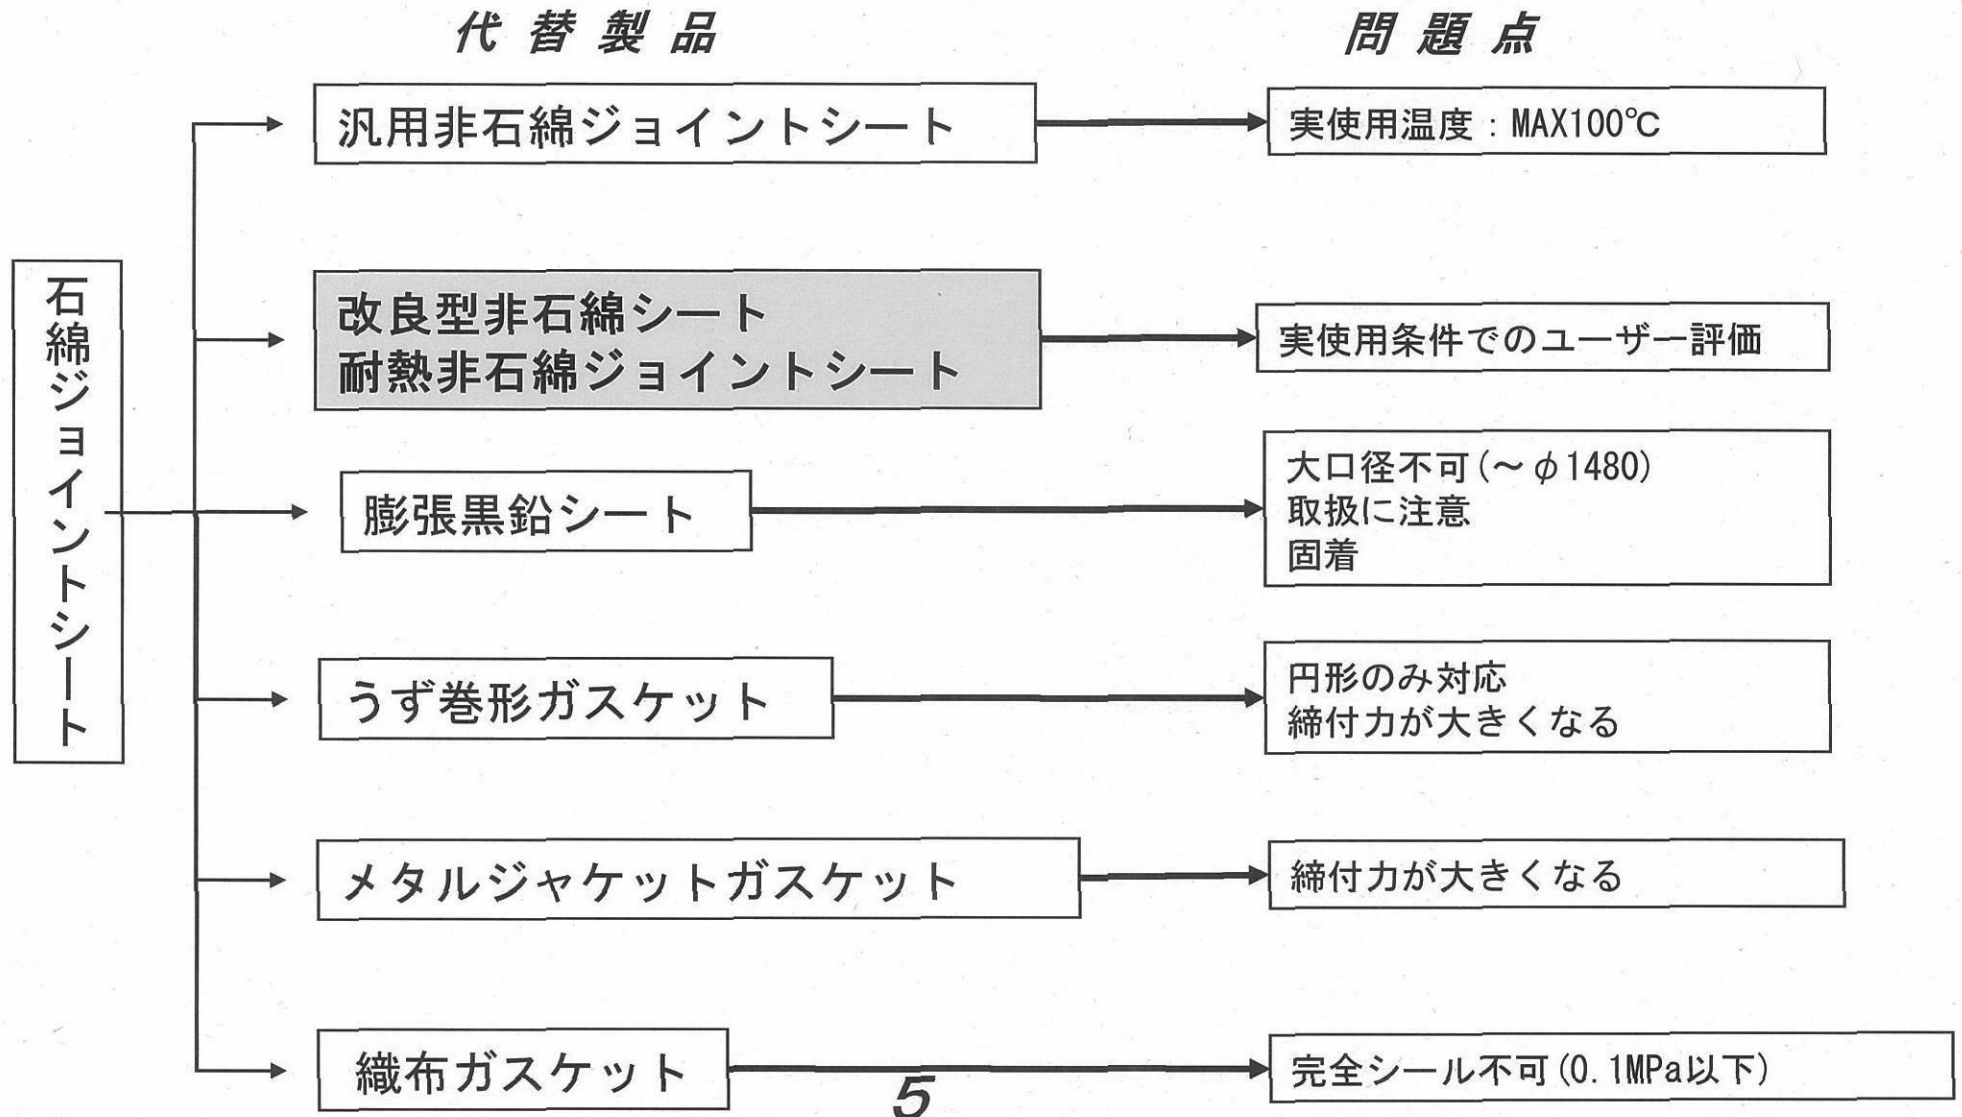 代替製品
問題点
石綿ジョイントシート
汎用非石綿ジョイントシート
実使用温度：MAX100℃
改良型非石綿シート
耐熱非石綿ジョイントシート
実使用条件でのユーザー評価
膨張黒鉛シート
大口径不可(～φ1480)
取扱に注意
固着
うず巻形ガスケット
円形のみ対応
締付力が大きくなる
メタルジャケットガスケット
締付力が大きくなる
織布ガスケット
完全シール不可(0.1MPa以下)
5